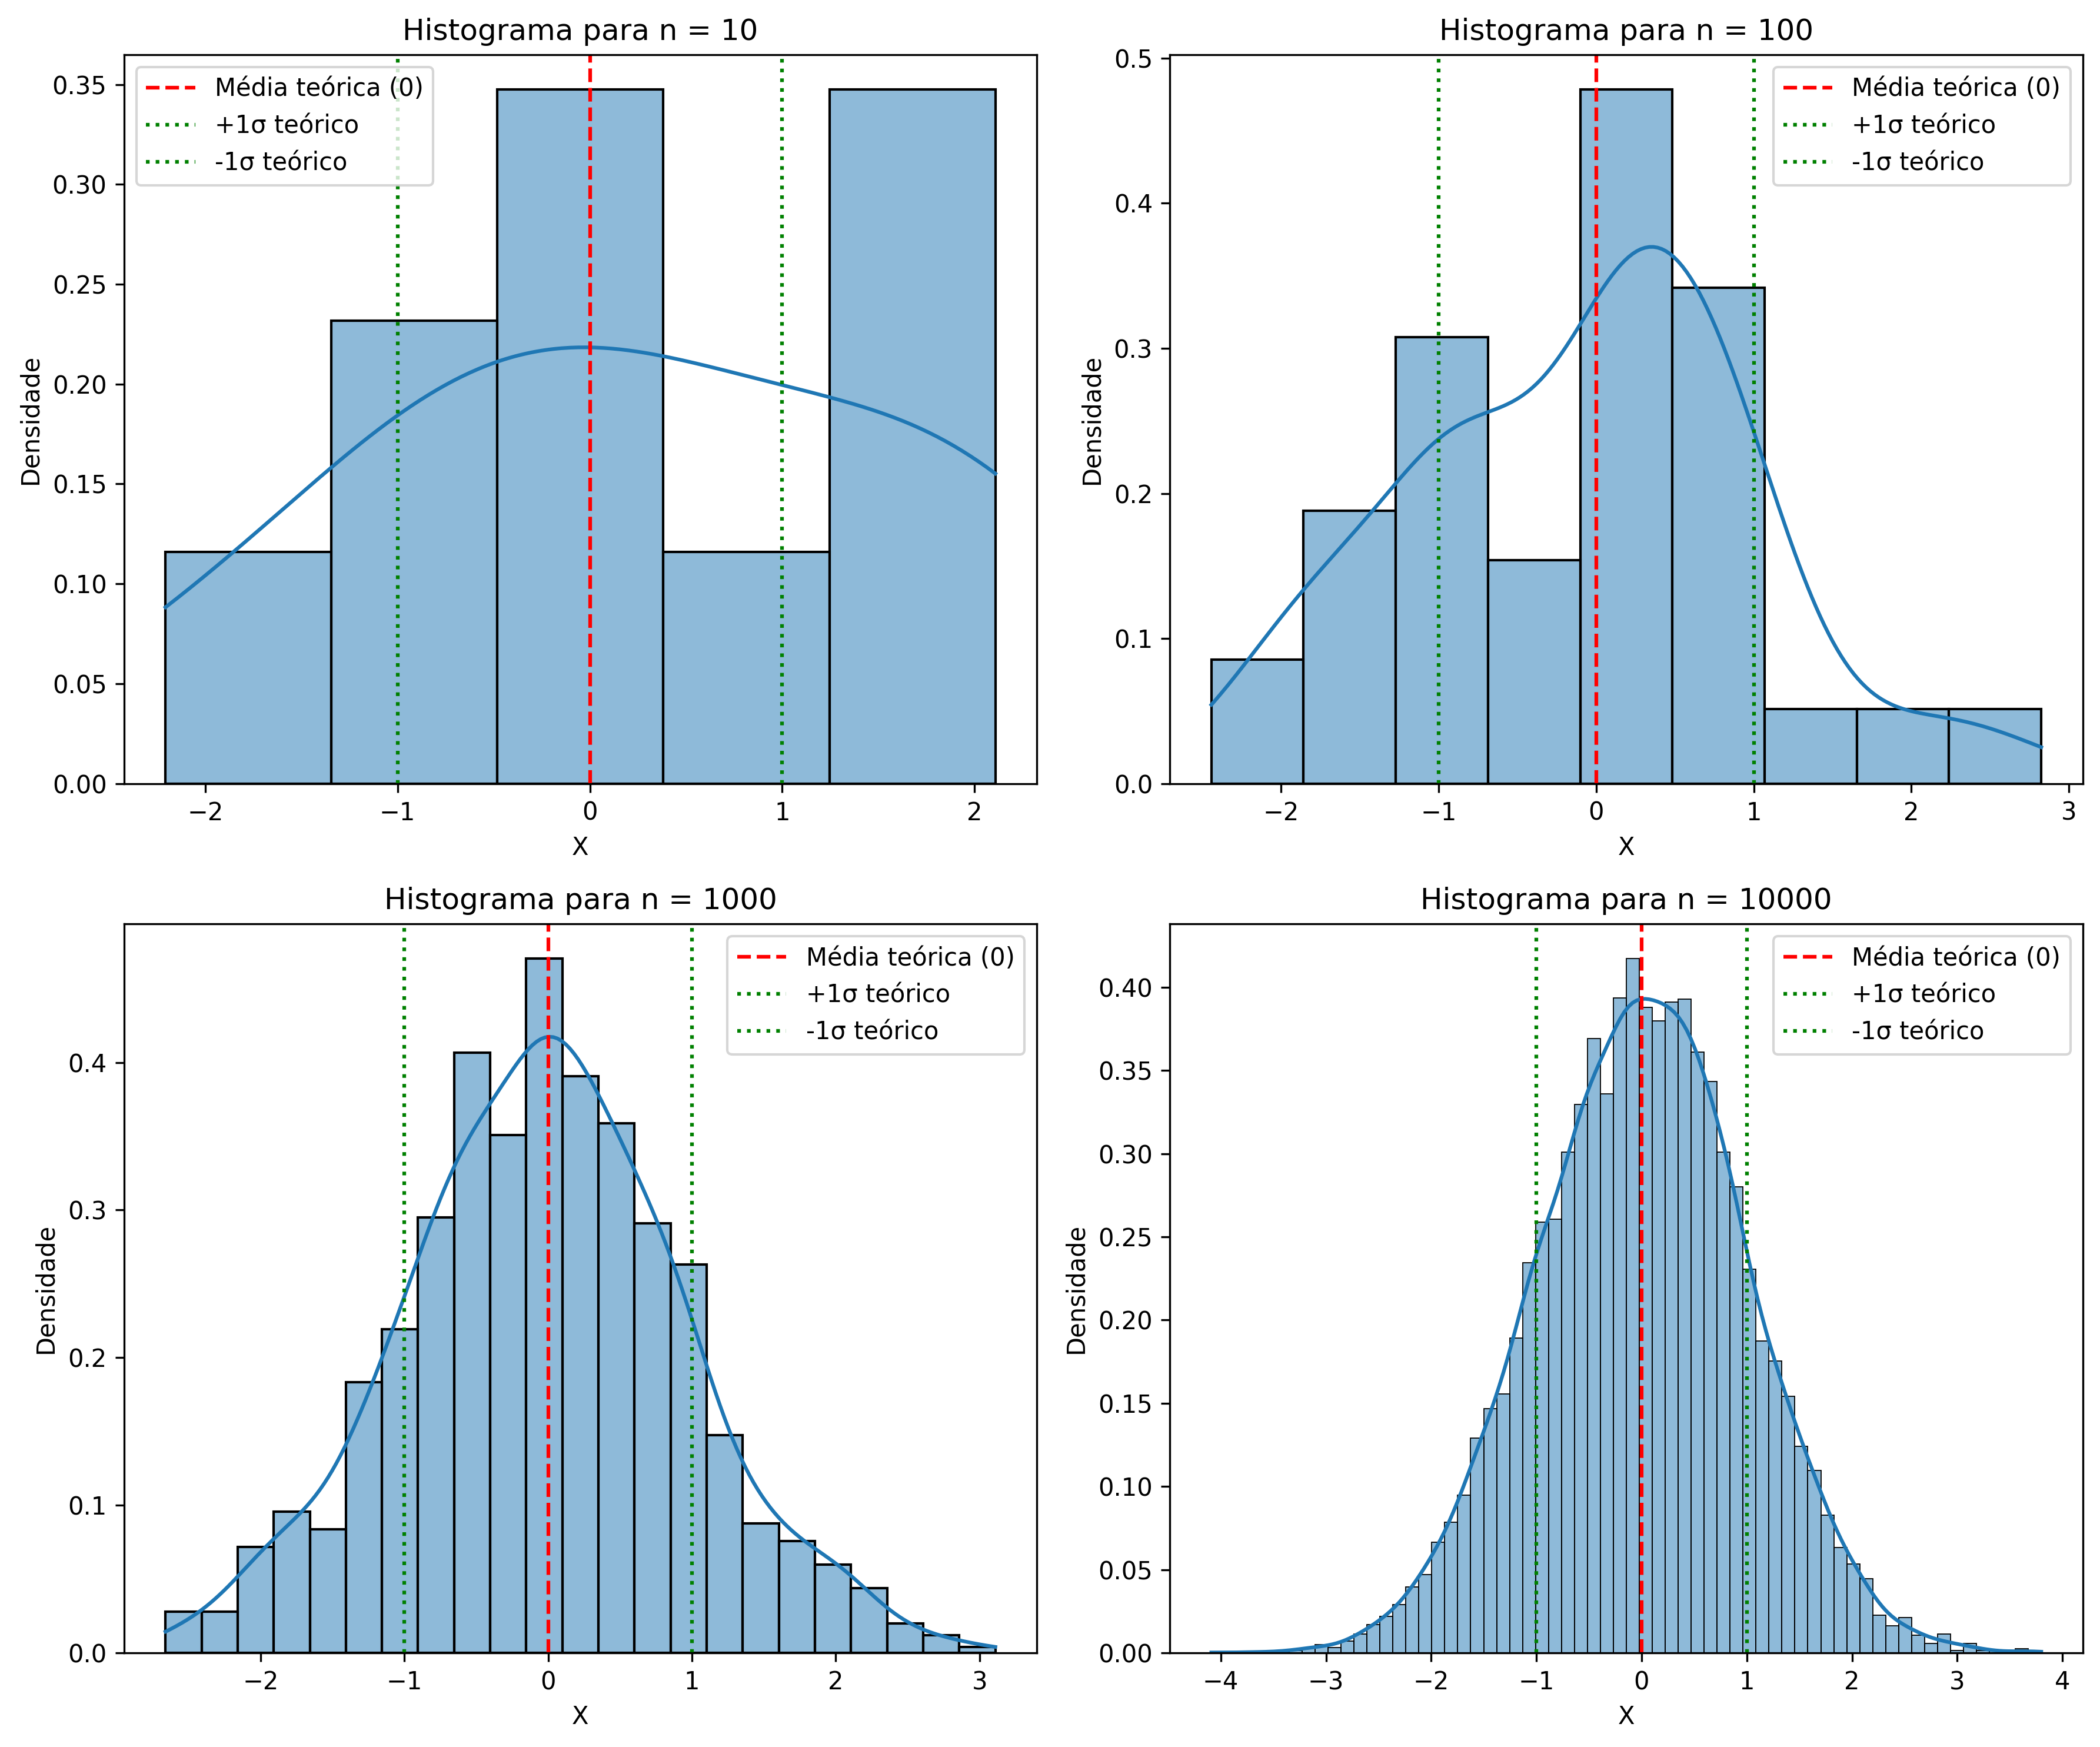 Histograma para n = 10
Média teórica (0)
+1σ teórico
-1σ teórico
0.35
0.30
0.25
0.20
0.15
0.10
0.05
0.00
Densidade
−2 −1 0 1 2
X
Histograma para n = 100
Média teórica (0)
+1σ teórico
-1σ teórico
0.5
0.4
0.3
0.2
0.1
0.0
Densidade
−2 −1 0 1 2 3
X
Histograma para n = 1000
Média teórica (0)
+1σ teórico
-1σ teórico
0.4
0.3
0.2
0.1
0.0
Densidade
−2 −1 0 1 2 3
X
Histograma para n = 10000
Média teórica (0)
+1σ teórico
-1σ teórico
0.40
0.35
0.30
0.25
0.20
0.15
0.10
0.05
0.00
Densidade
−4 −3 −2 −1 0 1 2 3 4
X